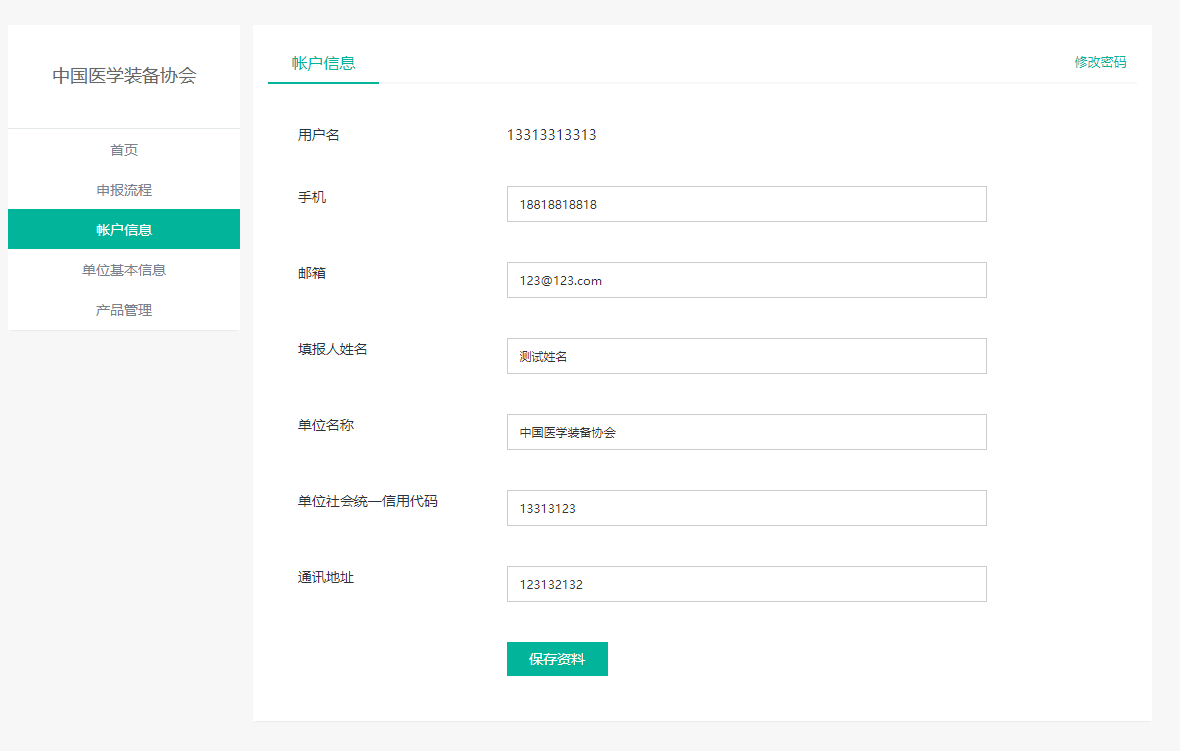 中国医学装备协会
首页
申报流程
帐户信息
单位基本信息
产品管理
帐户信息
修改密码
用户名
13313313313
手机
18818818818
邮箱
123@123.com
填报人姓名
测试姓名
单位名称
中国医学装备协会
单位社会统一信用代码
13313123
通讯地址
123132132
保存资料